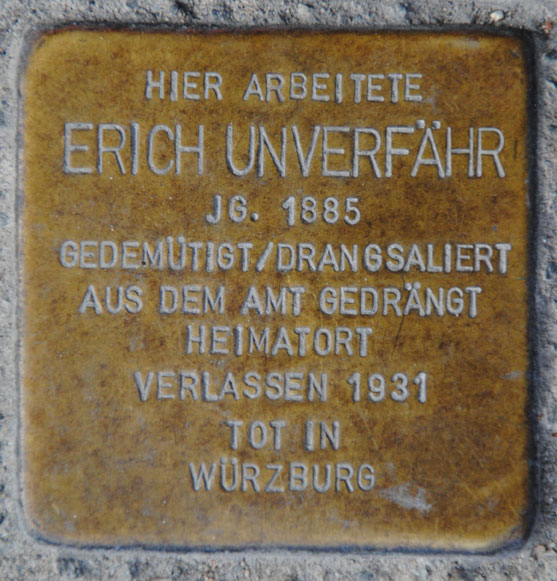 HIER ARBEITETE
ERICH UNVERFÄHR
JG. 1885
GEDEMÜTIGT/DRANGSALIERT
AUS DEM AMT GEDRÄNGT
HEIMATORT
VERLASSEN 1931
TOT IN
WÜRZBURG